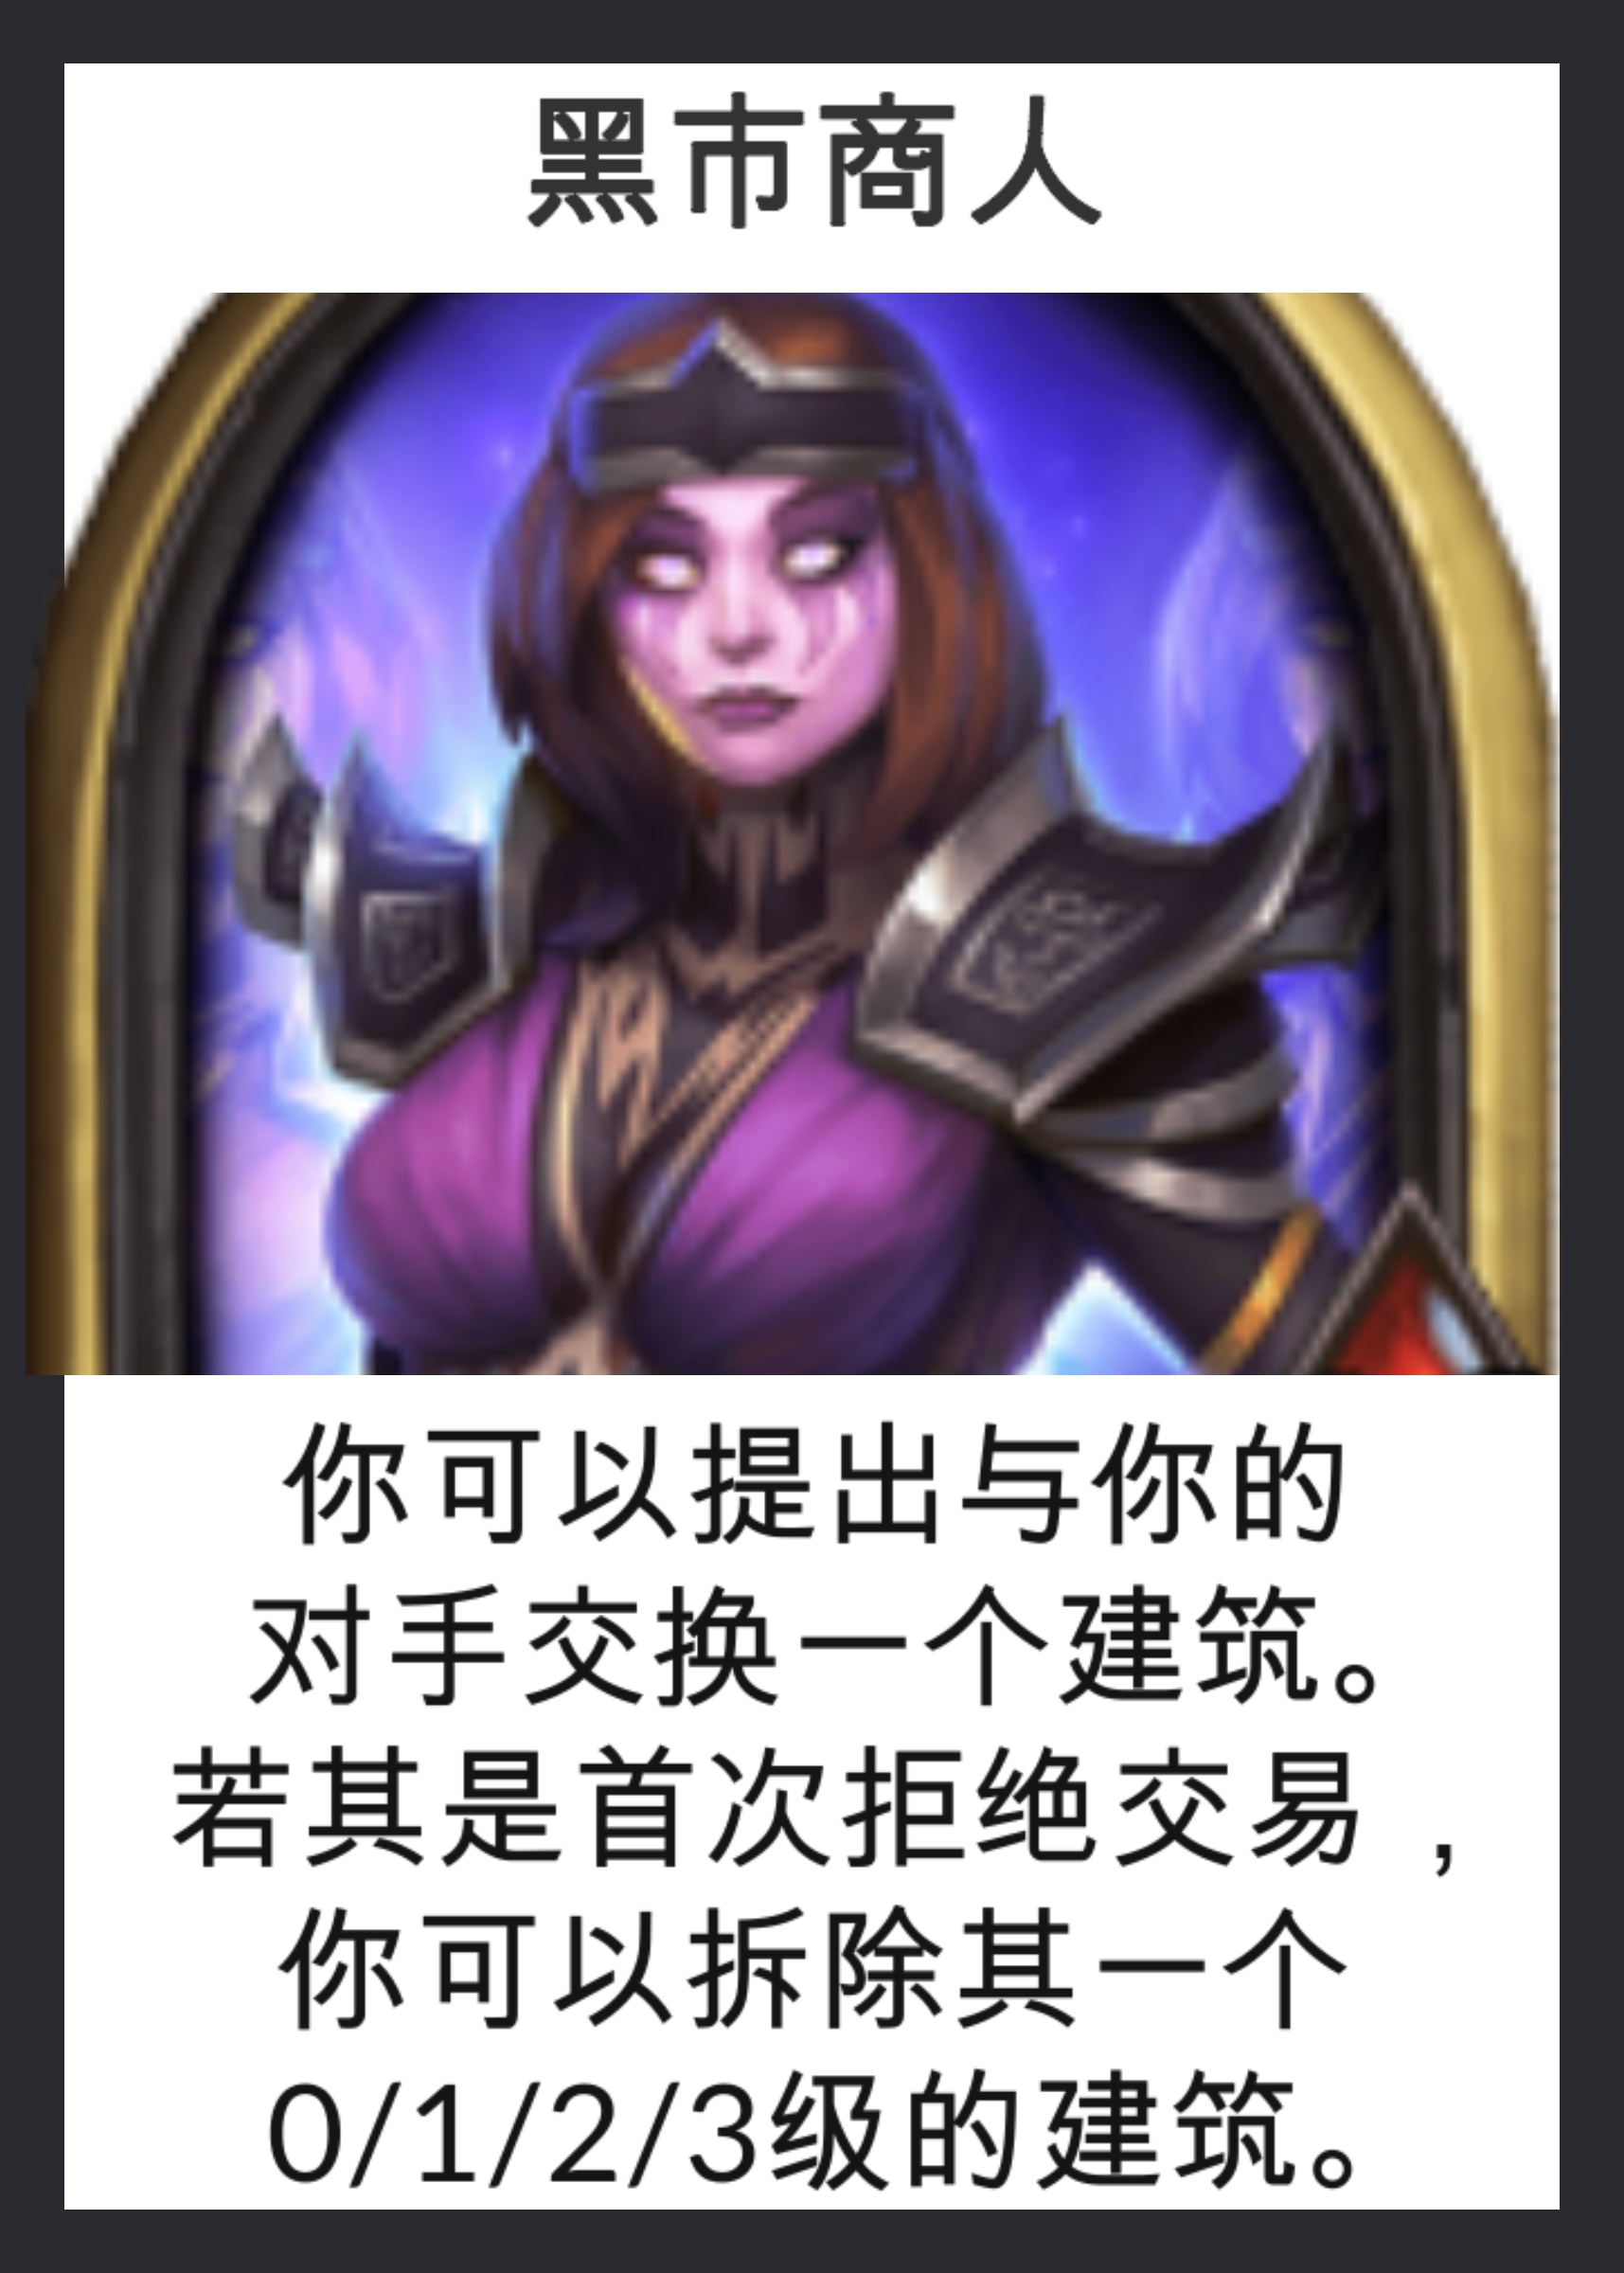 黑市商人
你可以提出与你的
对手交换一个建筑。
若其是首次拒绝交易，
你可以拆除其一个
0/1/2/3级的建筑。